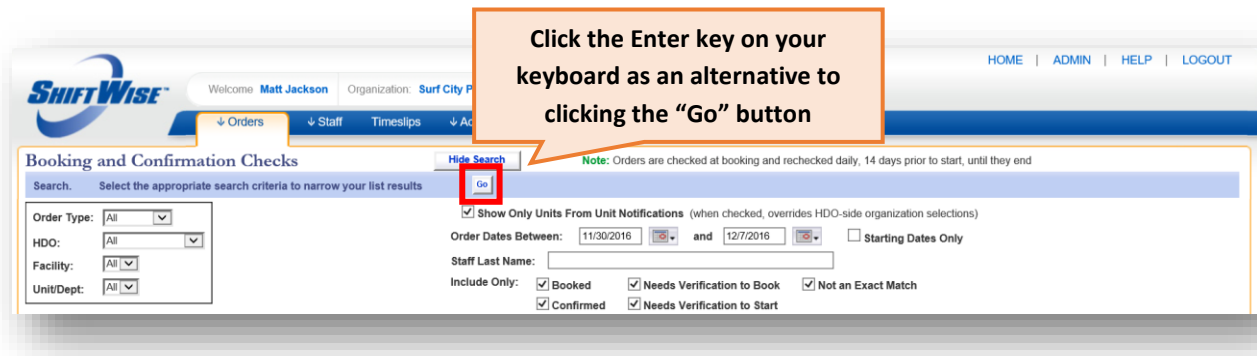 Click the Enter key on your
keyboard as an alternative to
clicking the “Go” button
HOME | ADMIN | HELP | LOGOUT
SHIFTWISE
Welcome Matt Jackson Organization: Surf City P
↓ Orders ↓ Staff Timeslips ↓ Ac
Booking and Confirmation Checks Hide Search Note: Orders are checked at booking and rechecked daily, 14 days prior to start, until they end
Search. Select the appropriate search criteria to narrow your list results Go
Order Type: All
HDO: All
Facility: All
Unit/Dept: All
Show Only Units From Unit Notifications (when checked, overrides HDO-side organization selections)
Order Dates Between: 11/30/2016 and 12/7/2016 Starting Dates Only
Staff Last Name:
Include Only: Booked Needs Verification to Book Not an Exact Match
Confirmed Needs Verification to Start